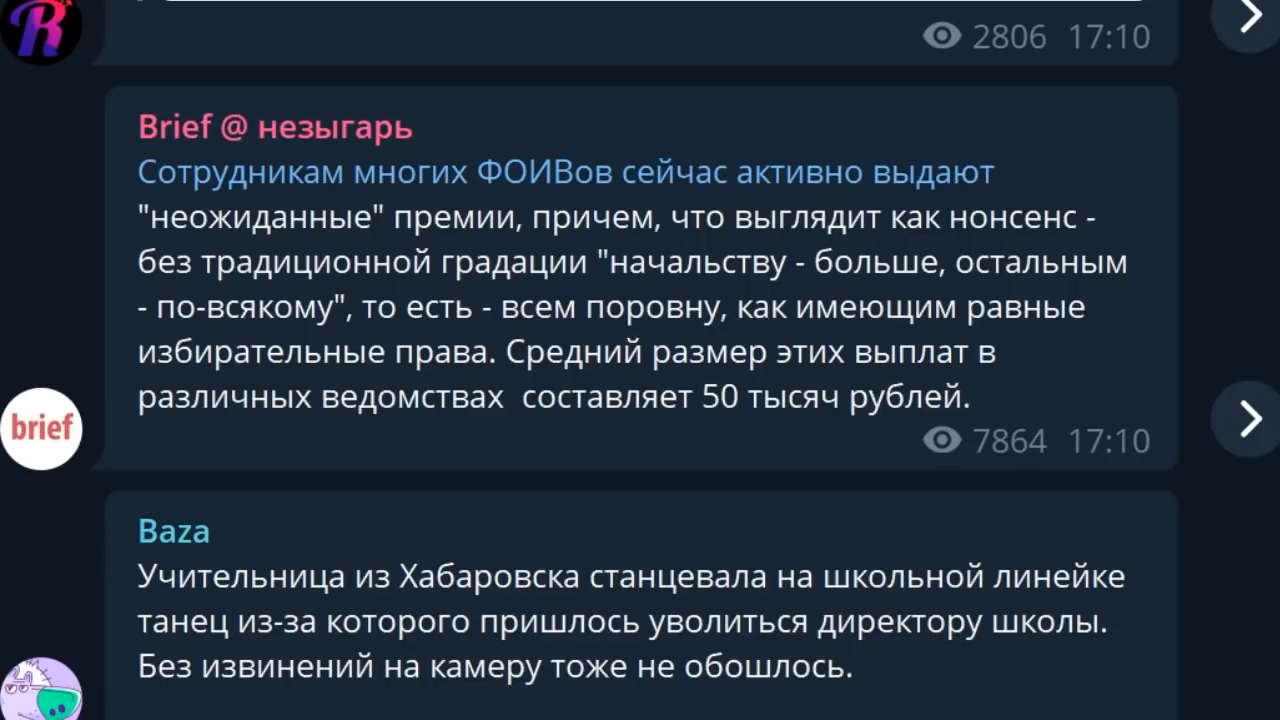 2806 17:10
Brief @ незыгарь
Сотрудникам многих ФОИВов сейчас активно выдают
"неожиданные" премии, причем, что выглядит как нонсенс -
без традиционной градации "начальству - больше, остальным
- по-всякому", то есть - всем поровну, как имеющим равные
избирательные права. Средний размер этих выплат в
различных ведомствах составляет 50 тысяч рублей.
brief
7864 17:10
Baza
Учительница из Хабаровска станцевала на школьной линейке
танец из-за которого пришлось уволиться директору школы.
Без извинений на камеру тоже не обошлось.